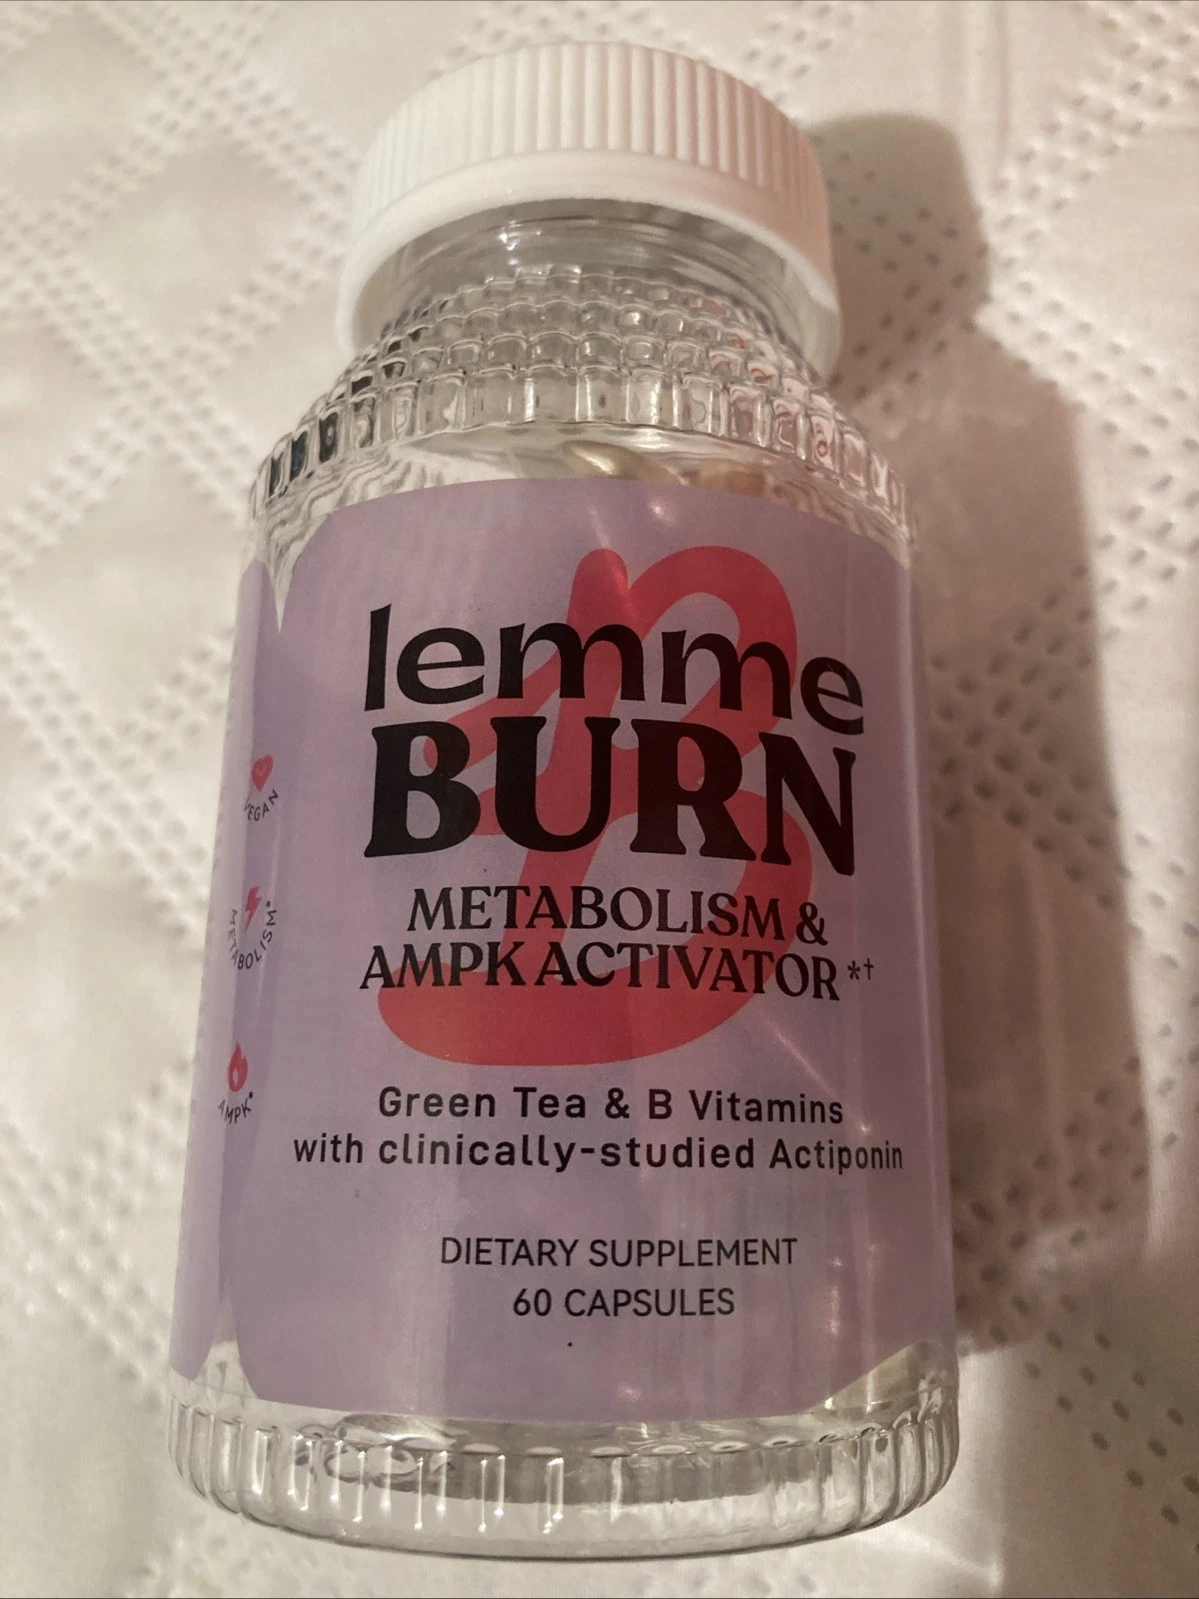 lemme
BURN
METABOLISM &
AMPK ACTIVATOR*†
Green Tea & B Vitamins
with clinically-studied Actiponin
DIETARY SUPPLEMENT
60 CAPSULES
VEGAN
METABOLISM*
AMPK*